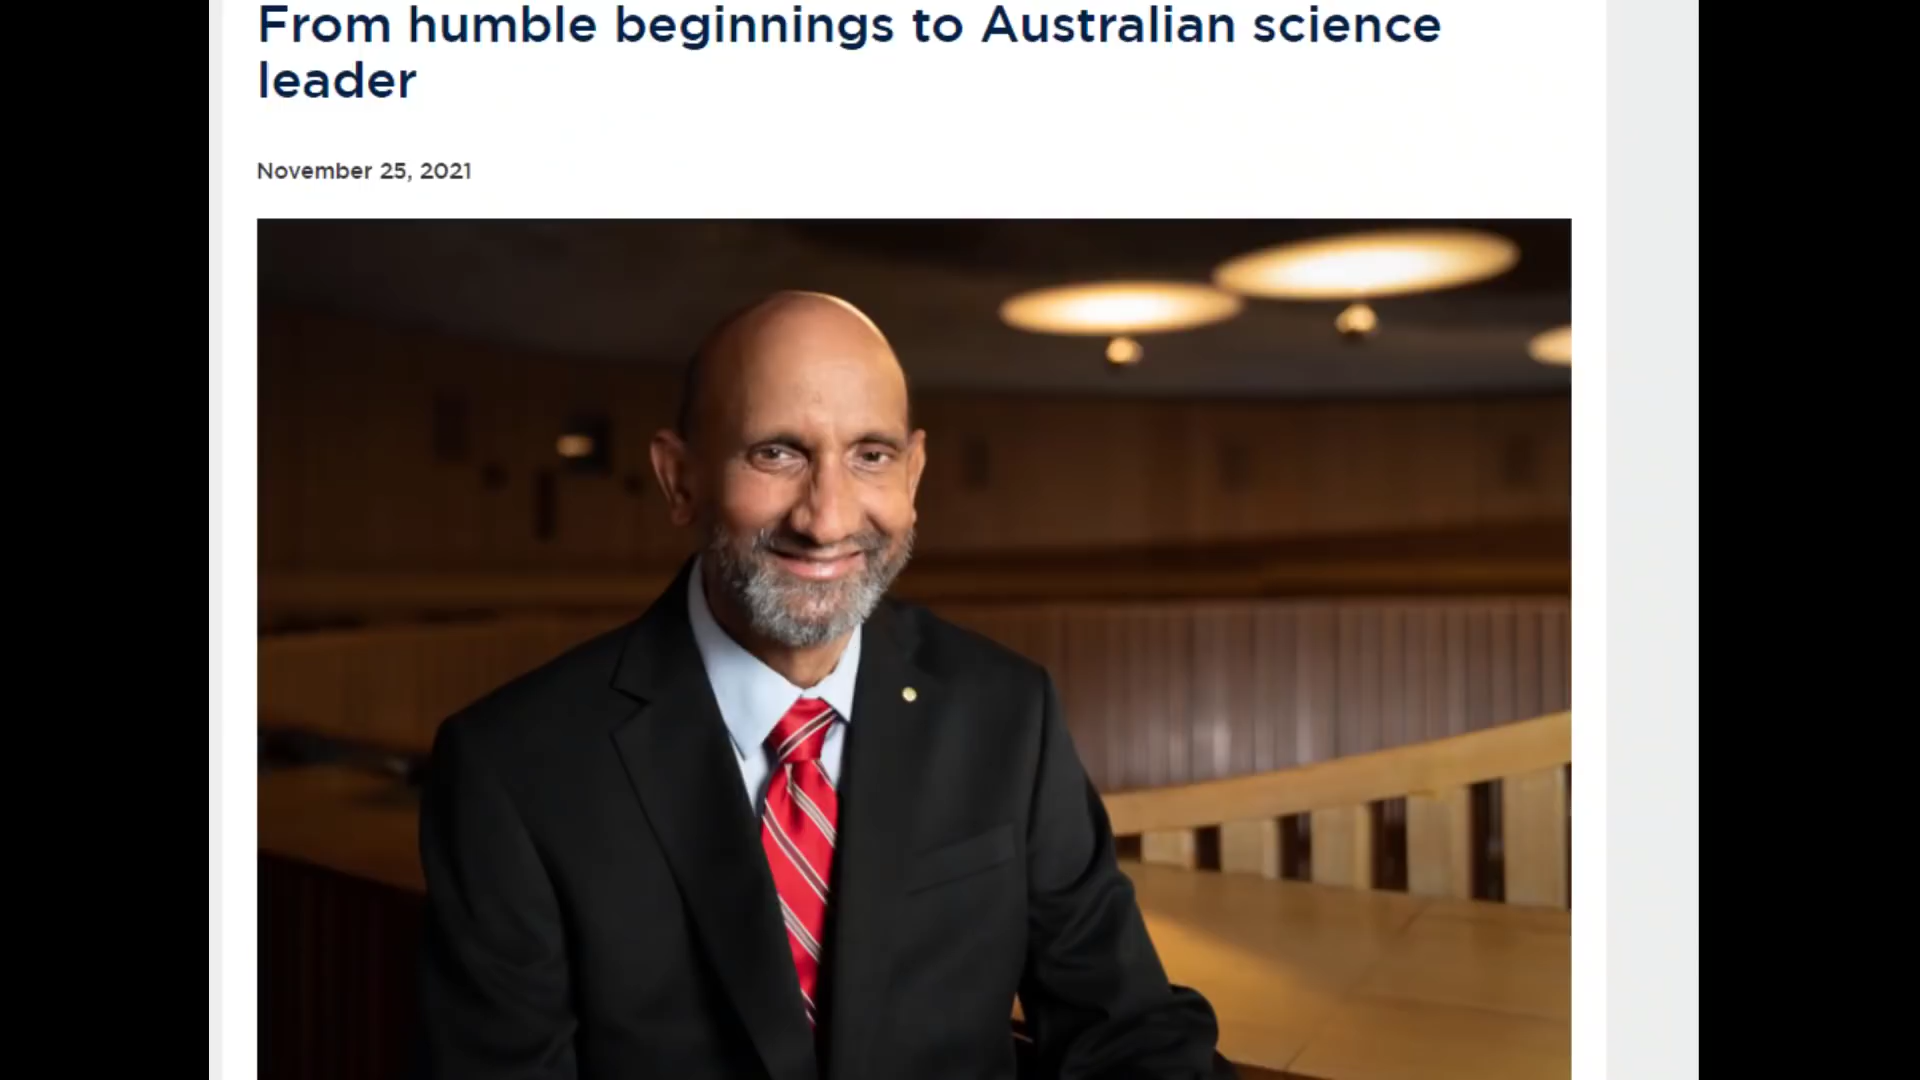 From humble beginnings to Australian science
leader
November 25, 2021